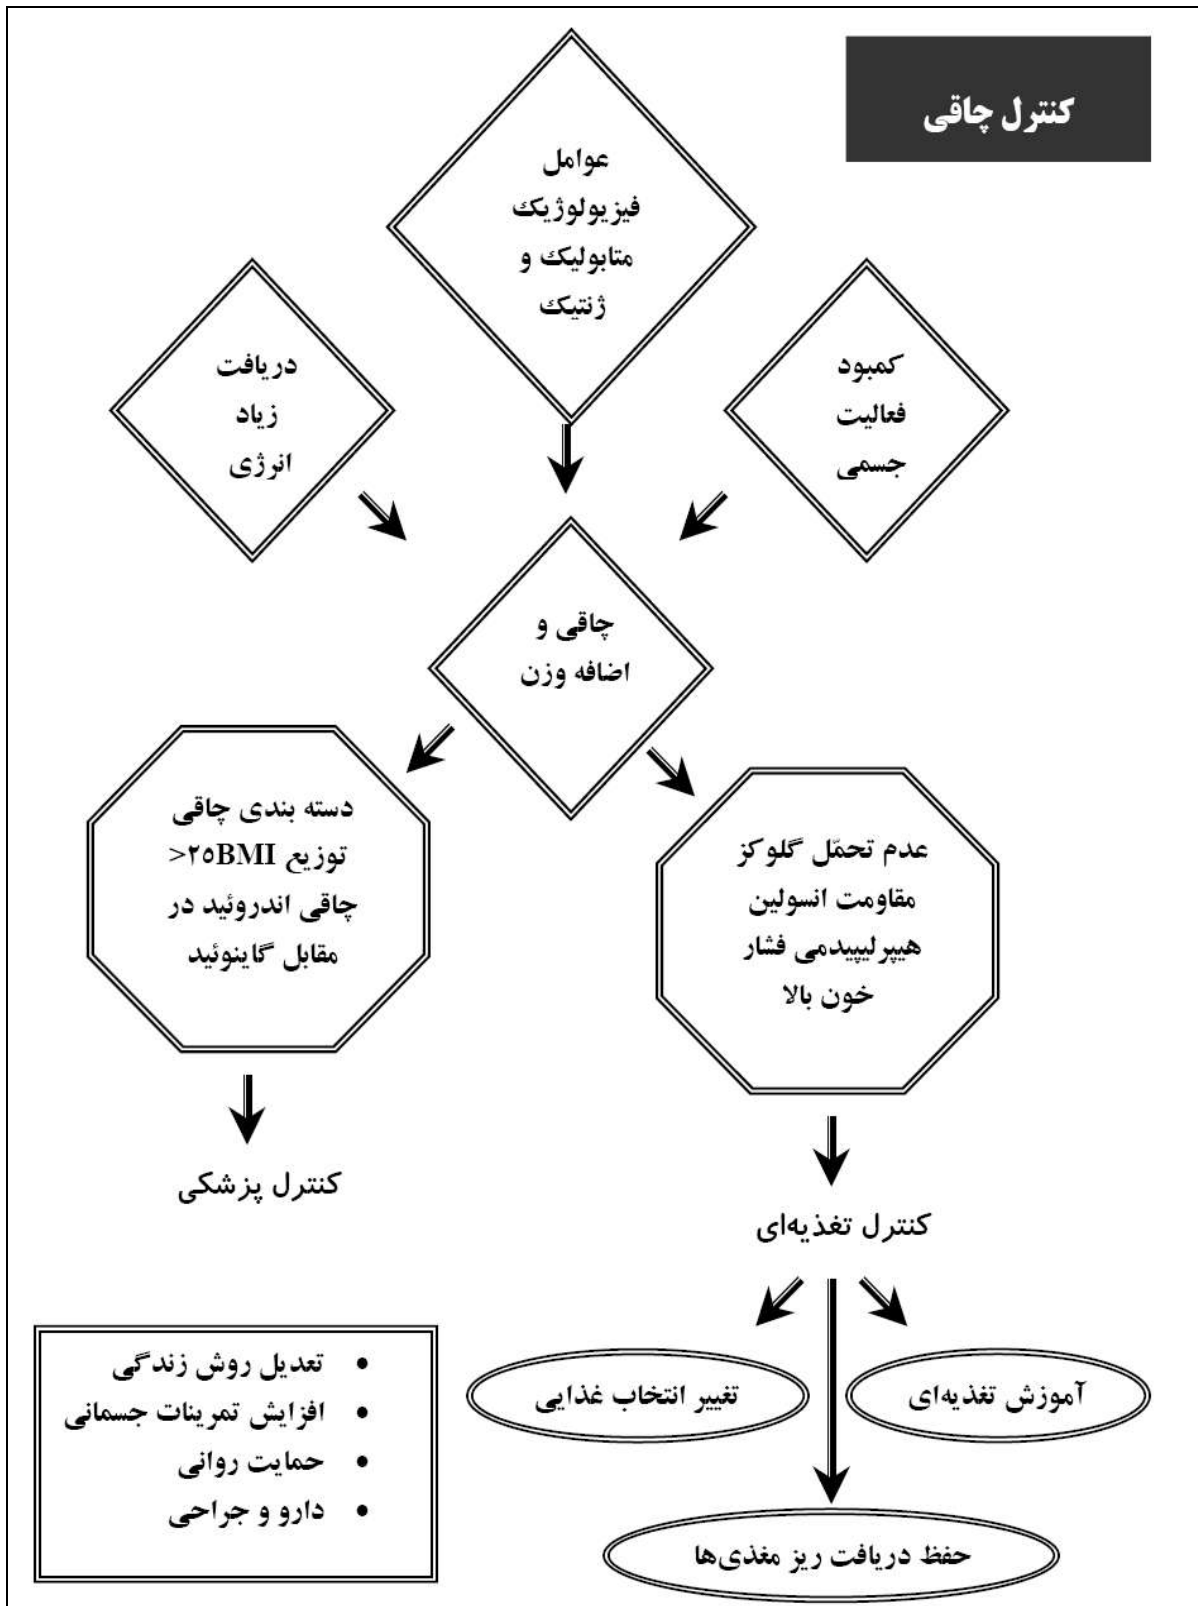 کنترل چاقی
عوامل
فیزیولوژیک
متابولیک و
ژنتیک
دریافت
زیاد
انرژی
کمبود
فعالیت
جسمی
چاقی و
اضافه وزن
دسته بندی چاقی
توزیع ۲۵BMI<
چاقی اندروئید در
مقابل گاینوئید
عدم تحمّل گلوکز
مقاومت انسولین
هیپرلیپیدمی فشار
خون بالا
کنترل پزشکی
کنترل تغذیه‌ای
تغییر انتخاب غذایی
آموزش تغذیه‌ای
حفظ دریافت ریز مغذی‌ها
• تعدیل روش زندگی
• افزایش تمرینات جسمانی
• حمایت روانی
• دارو و جراحی